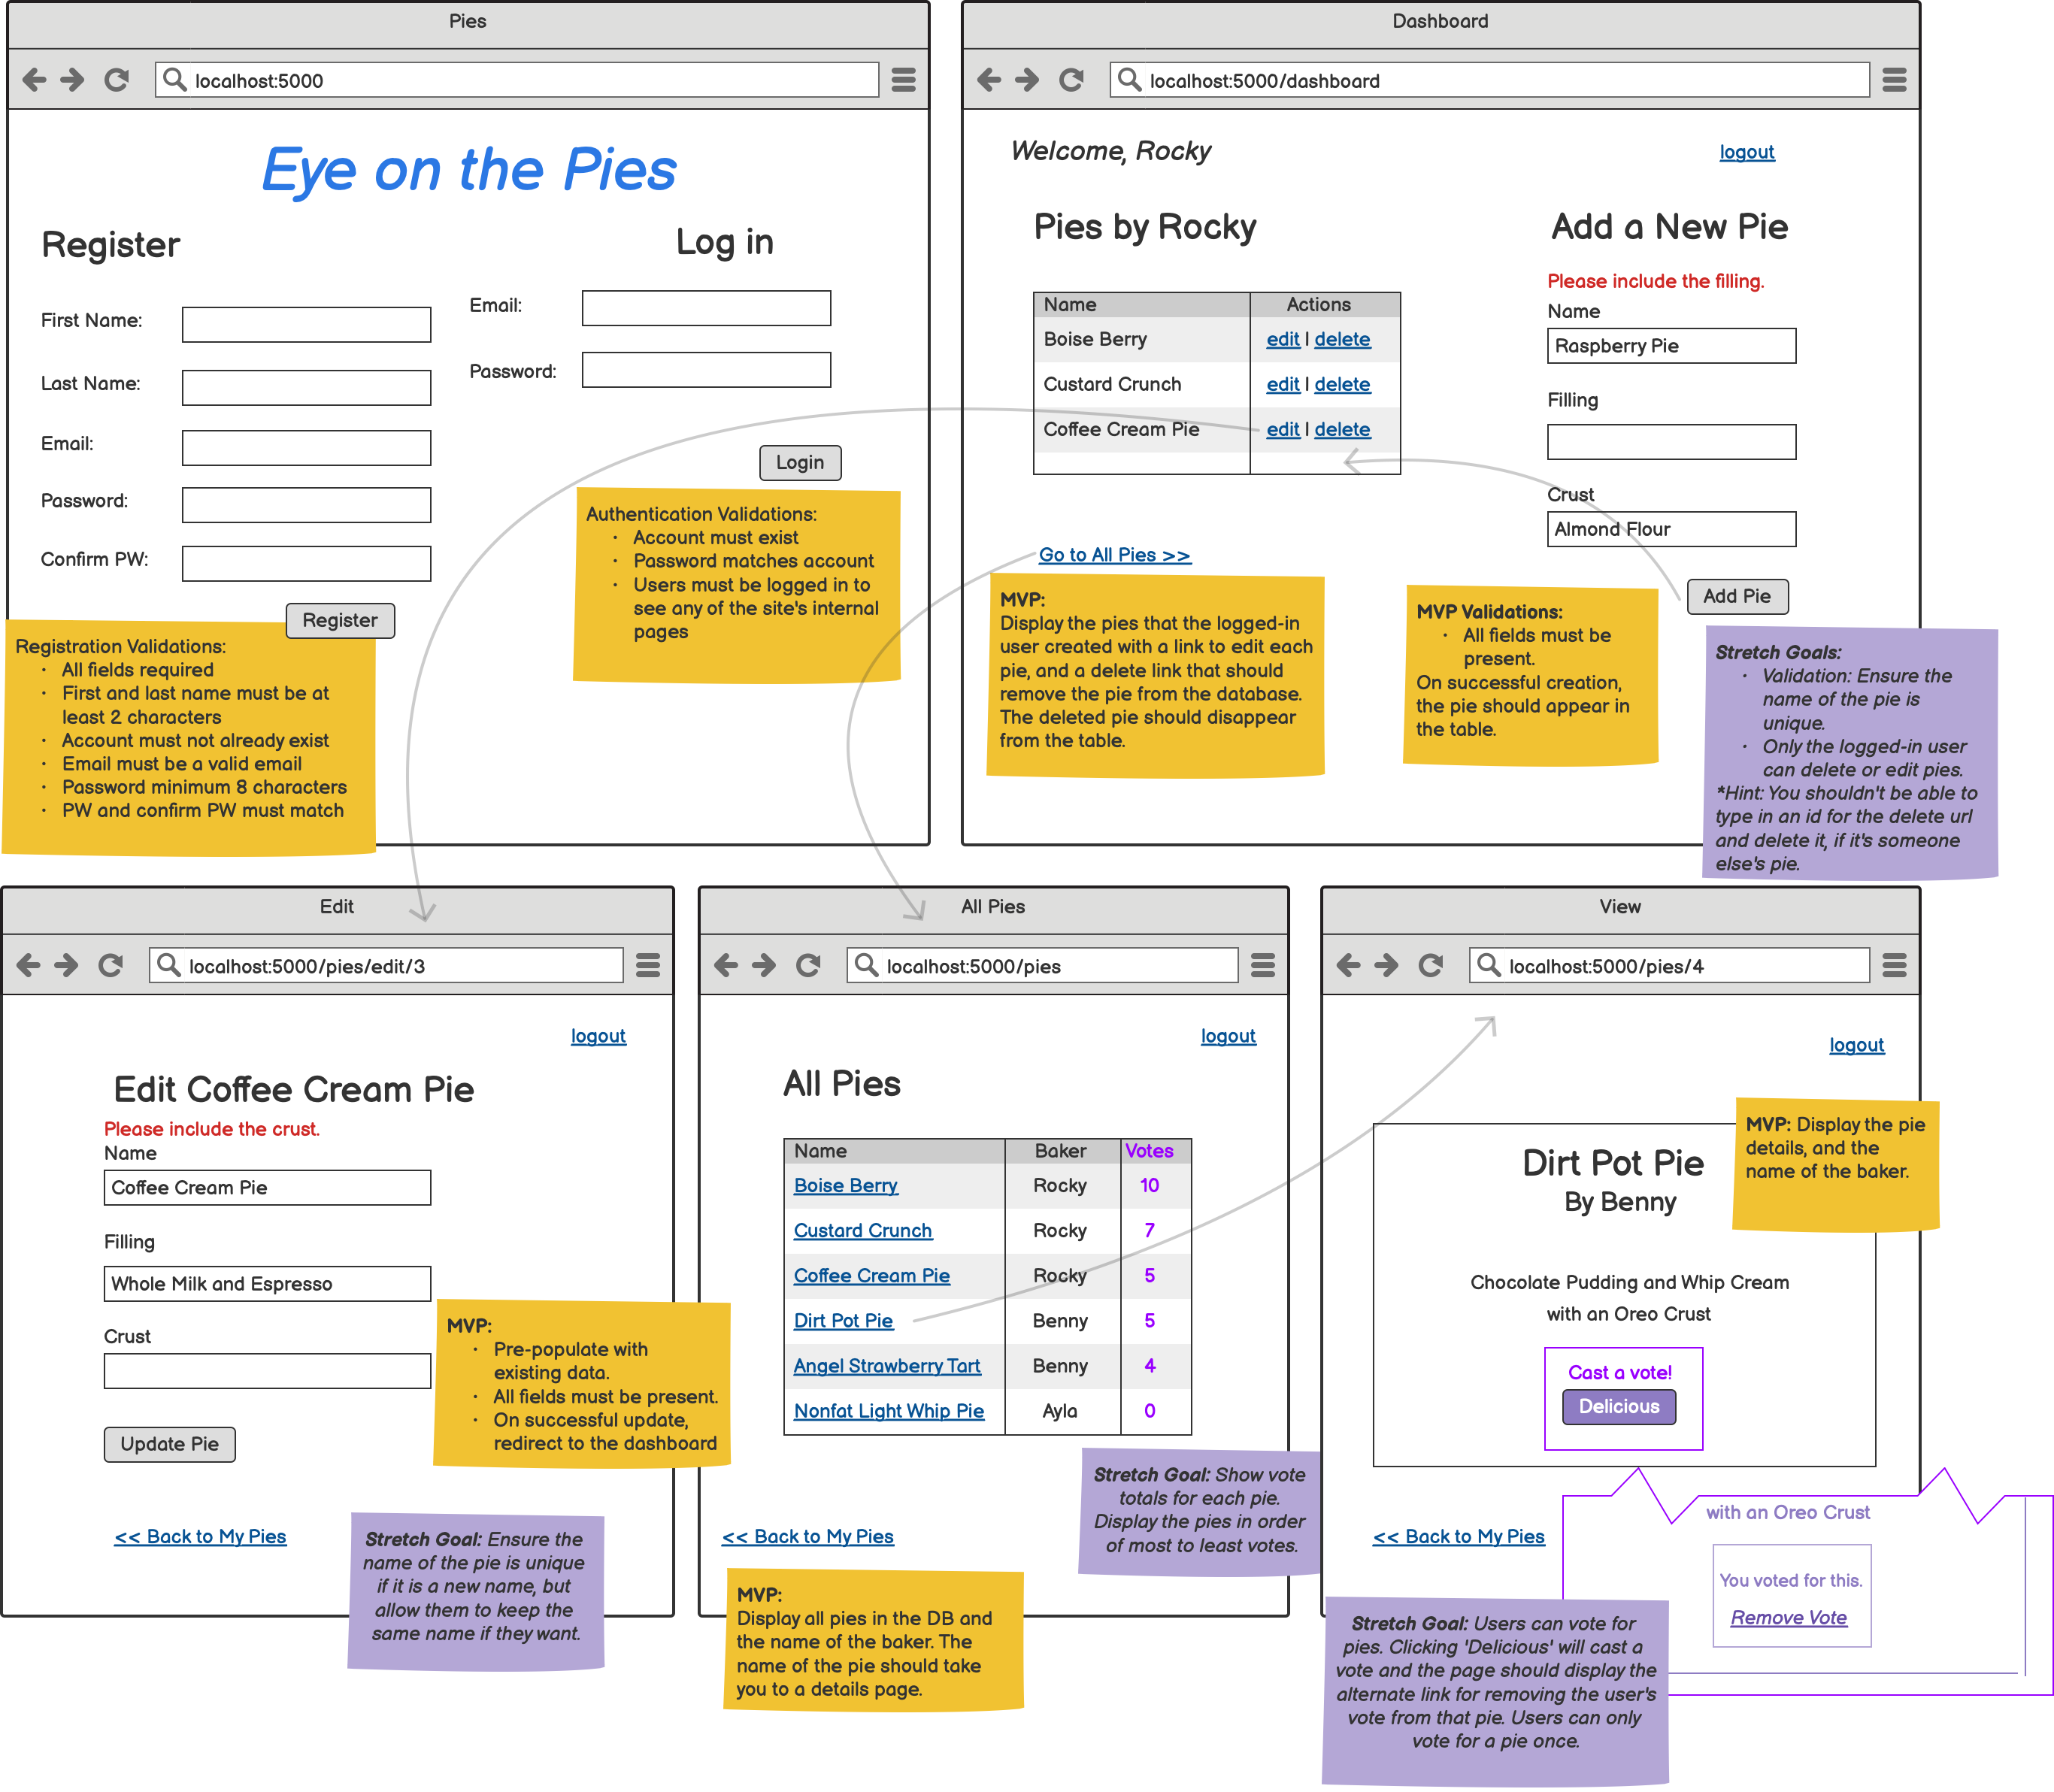 Pies
localhost:5000
Eye on the Pies
Register
First Name:
Last Name:
Email:
Password:
Confirm PW:
Register
Registration Validations:
• All fields required
• First and last name must be at
least 2 characters
• Account must not already exist
• Email must be a valid email
• Password minimum 8 characters
• PW and confirm PW must match
Log in
Email:
Password:
Login
Authentication Validations:
• Account must exist
• Password matches account
• Users must be logged in to
see any of the site's internal
pages
Dashboard
localhost:5000/dashboard
Welcome, Rocky
logout
Pies by Rocky
Name Actions
Boise Berry edit | delete
Custard Crunch edit | delete
Coffee Cream Pie edit | delete
Go to All Pies >>
MVP:
Display the pies that the logged-in
user created with a link to edit each
pie, and a delete link that should
remove the pie from the database.
The deleted pie should disappear
from the table.
Add a New Pie
Please include the filling.
Name
Raspberry Pie
Filling
Crust
Almond Flour
Add Pie
MVP Validations:
• All fields must be
present.
On successful creation,
the pie should appear in
the table.
Stretch Goals:
• Validation: Ensure the
name of the pie is
unique.
• Only the logged-in user
can delete or edit pies.
*Hint: You shouldn't be able to
type in an id for the delete url
and delete it, if it's someone
else's pie.
Edit
localhost:5000/pies/edit/3
logout
Edit Coffee Cream Pie
Please include the crust.
Name
Coffee Cream Pie
Filling
Whole Milk and Espresso
Crust
Update Pie
MVP:
• Pre-populate with
existing data.
• All fields must be present.
• On successful update,
redirect to the dashboard
<< Back to My Pies
Stretch Goal: Ensure the
name of the pie is unique
if it is a new name, but
allow them to keep the
same name if they want.
All Pies
localhost:5000/pies
logout
All Pies
Name Baker Votes
Boise Berry Rocky 10
Custard Crunch Rocky 7
Coffee Cream Pie Rocky 5
Dirt Pot Pie Benny 5
Angel Strawberry Tart Benny 4
Nonfat Light Whip Pie Ayla 0
Stretch Goal: Show vote
totals for each pie.
Display the pies in order
of most to least votes.
<< Back to My Pies
MVP:
Display all pies in the DB and
the name of the baker. The
name of the pie should take
you to a details page.
View
localhost:5000/pies/4
logout
MVP: Display the pie
details, and the
name of the baker.
Dirt Pot Pie
By Benny
Chocolate Pudding and Whip Cream
with an Oreo Crust
Cast a vote!
Delicious
<< Back to My Pies
with an Oreo Crust
You voted for this.
Remove Vote
Stretch Goal: Users can vote for
pies. Clicking 'Delicious' will cast a
vote and the page should display the
alternate link for removing the user's
vote from that pie. Users can only
vote for a pie once.